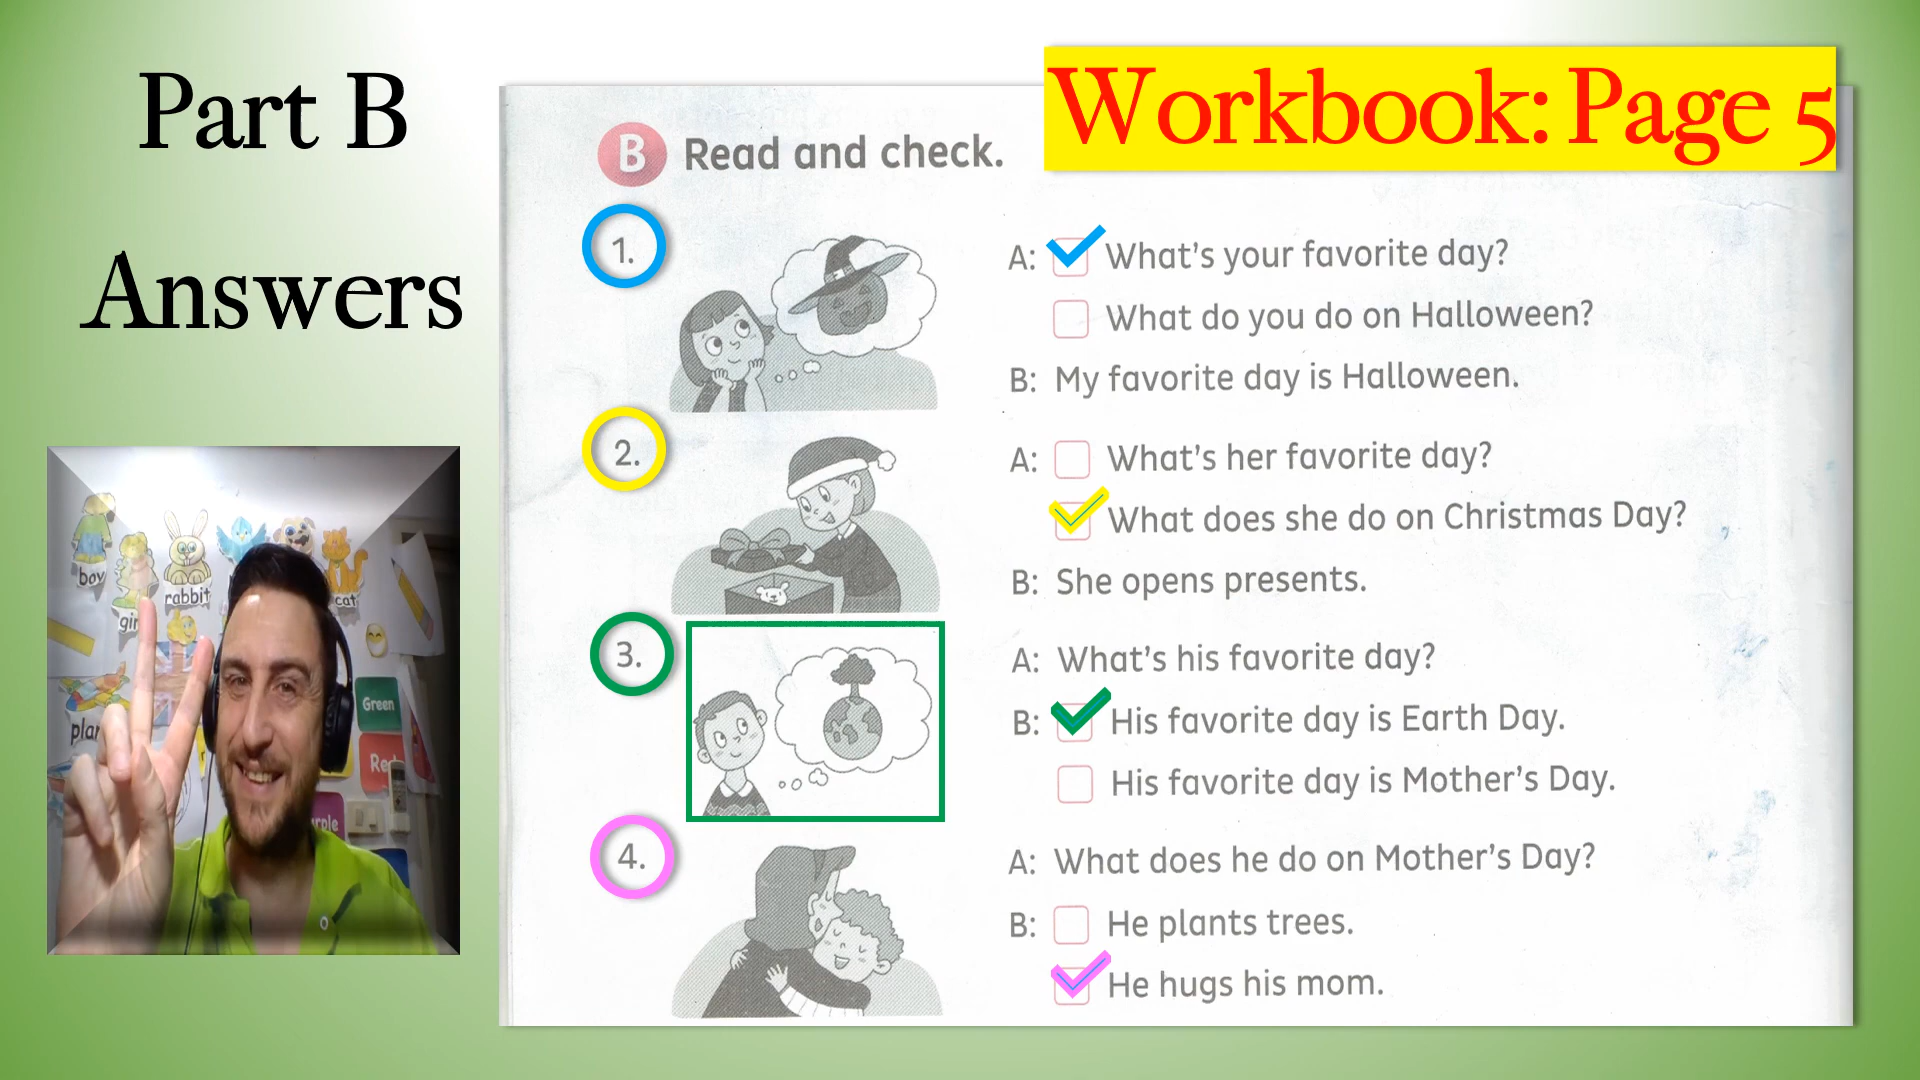 Part B
Answers
Workbook: Page 5
B Read and check.
1.
A: What's your favorite day?
What do you do on Halloween?
B: My favorite day is Halloween.
2.
A: What's her favorite day?
What does she do on Christmas Day?
B: She opens presents.
3.
A: What's his favorite day?
B: His favorite day is Earth Day.
His favorite day is Mother's Day.
4.
A: What does he do on Mother's Day?
B: He plants trees.
He hugs his mom.
boy
rabbit
cat
Green